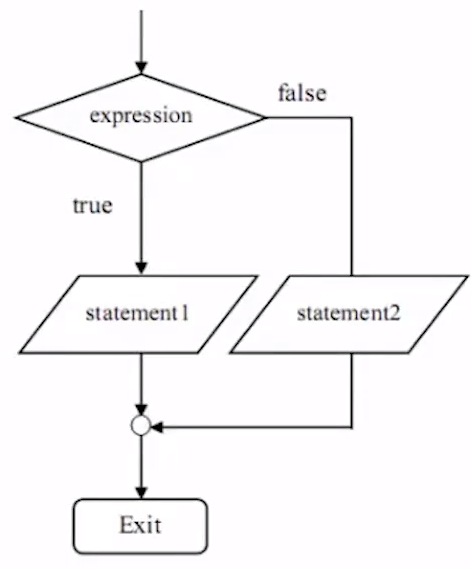 expression
false
true
statement1
statement2
Exit